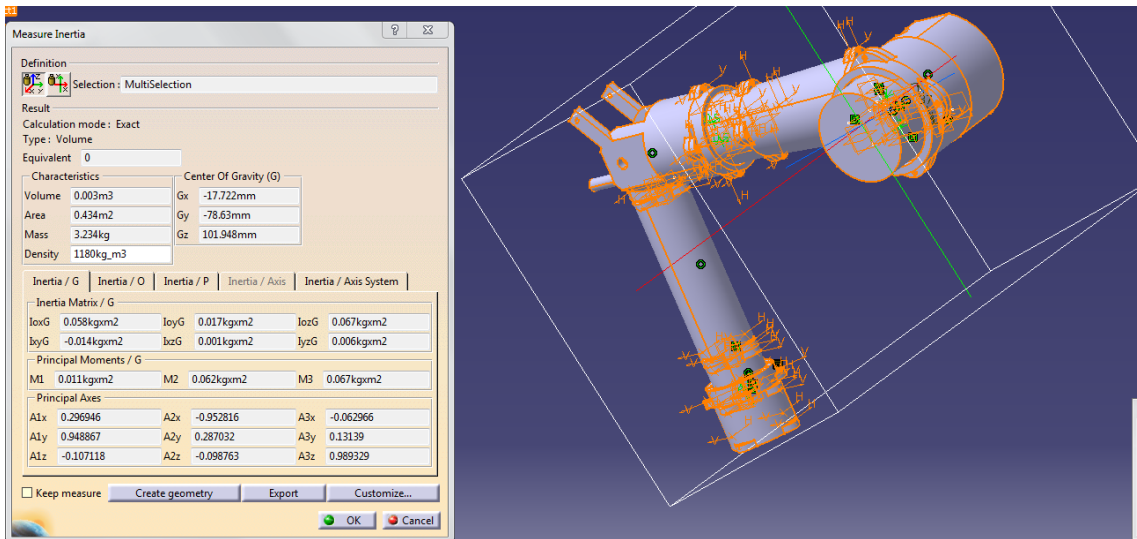 Measure Inertia
Definition
Selection : MultiSelection
Result
Calculation mode : Exact
Type : Volume
Equivalent 0
Characteristics Center Of Gravity (G)
Volume 0.003m3 Gx -17.722mm
Area 0.434m2 Gy -78.63mm
Mass 3.234kg Gz 101.948mm
Density 1180kg_m3
Inertia / G Inertia / O Inertia / P Inertia / Axis Inertia / Axis System
Inertia Matrix / G
IoxG 0.058kgxm2 IoyG 0.017kgxm2 IozG 0.067kgxm2
IxyG -0.014kgxm2 IxzG 0.001kgxm2 IyzG 0.006kgxm2
Principal Moments / G
M1 0.011kgxm2 M2 0.062kgxm2 M3 0.067kgxm2
Principal Axes
A1x 0.296946 A2x -0.952816 A3x -0.062966
A1y 0.948867 A2y 0.287032 A3y 0.13139
A1z -0.107118 A2z -0.098763 A3z 0.989329
Keep measure Create geometry Export Customize...
OK Cancel